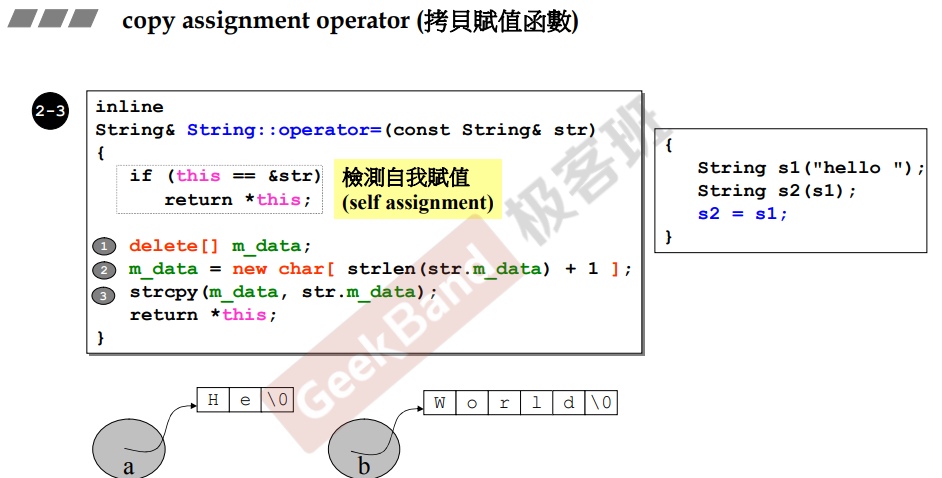 copy assignment operator (拷貝賦值函數)
2-3
inline
String& String::operator=(const String& str)
{
if (this == &str)
return *this;
檢測自我賦值
(self assignment)
1 delete[] m_data;
2 m_data = new char[ strlen(str.m_data) + 1 ];
3 strcpy(m_data, str.m_data);
return *this;
}
{
String s1("hello ");
String s2(s1);
s2 = s1;
}
GeekBand 极客班
H e \0
a
W o r l d \0
b